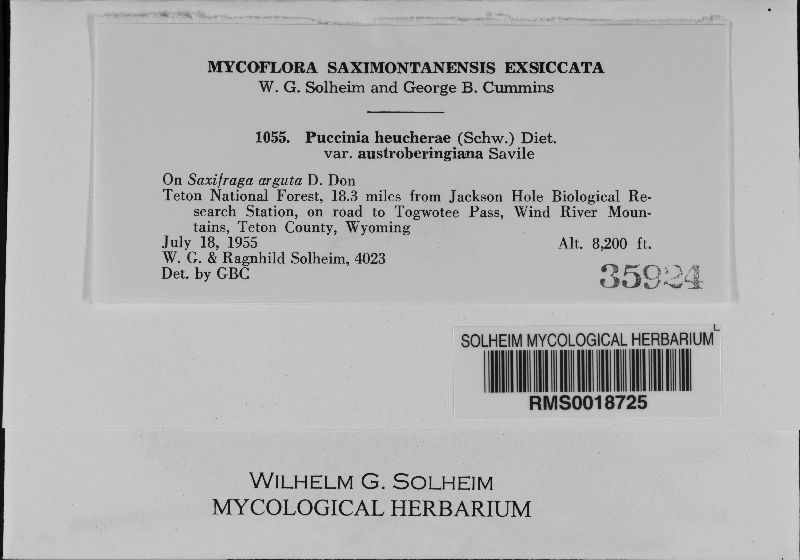 MYCOFLORA SAXIMONTANENSIS EXSICCATA
W. G. Solheim and George B. Cummins
1055. Puccinia heucherae (Schw.) Diet.
var. austroberingiana Savile
On Saxifraga arguta D. Don
Teton National Forest, 18.3 miles from Jackson Hole Biological Re-
search Station, on road to Togwotee Pass, Wind River Moun-
tains, Teton County, Wyoming
July 18, 1955 Alt. 8,200 ft.
W. G. & Ragnhild Solheim, 4023
Det. by GBC
35924
SOLHEIM MYCOLOGICAL HERBARIUM L
RMS0018725
WILHELM G. SOLHEIM
MYCOLOGICAL HERBARIUM